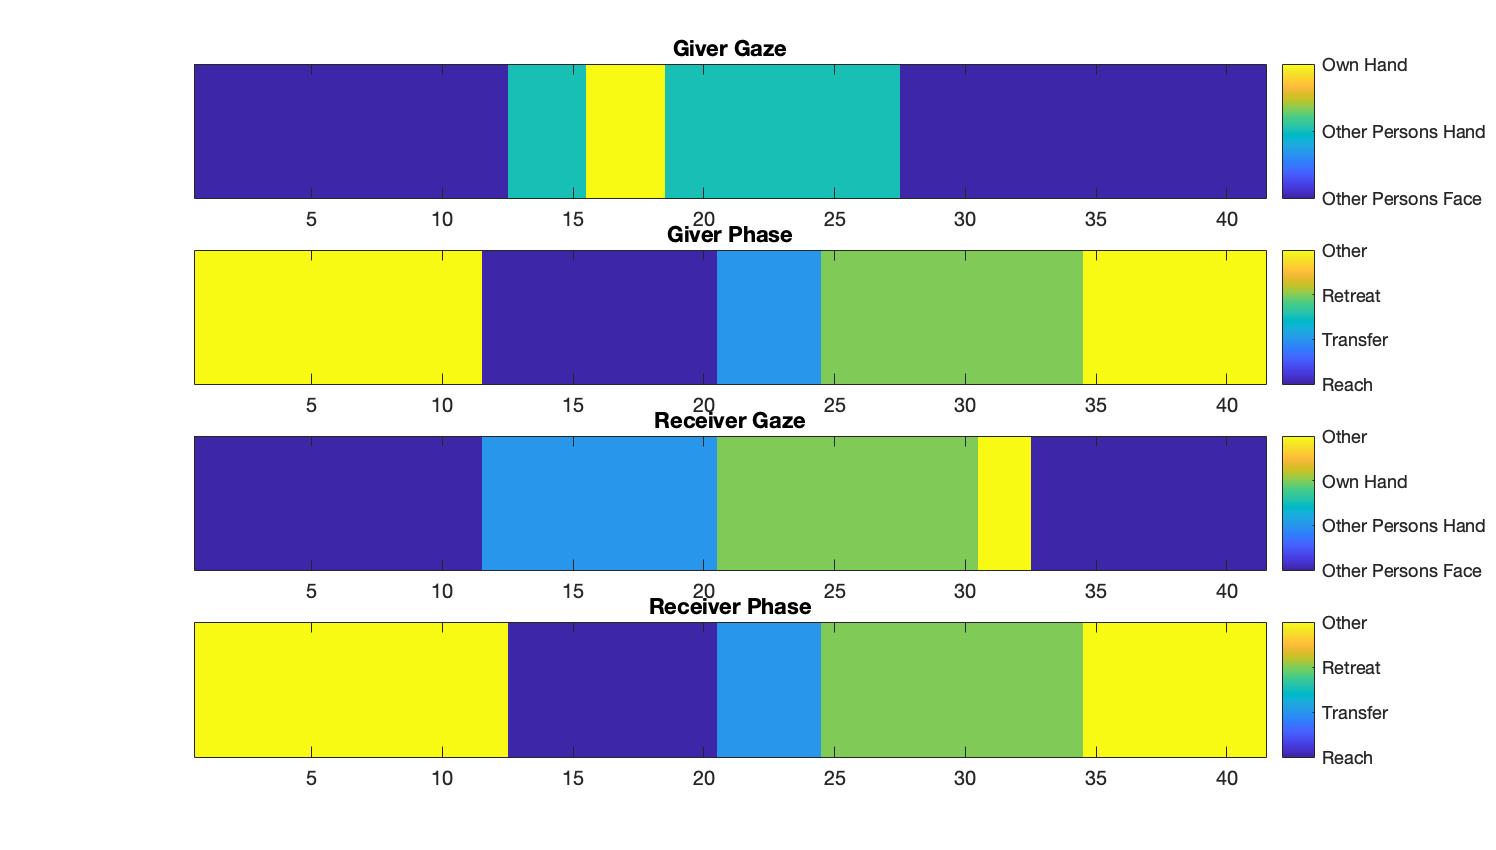 Giver Gaze
Own Hand
Other Persons Hand
Other Persons Face
5 10 15 20 25 30 35 40
Giver Phase
Other
Retreat
Transfer
Reach
5 10 15 20 25 30 35 40
Receiver Gaze
Other
Own Hand
Other Persons Hand
Other Persons Face
5 10 15 20 25 30 35 40
Receiver Phase
Other
Retreat
Transfer
Reach
5 10 15 20 25 30 35 40